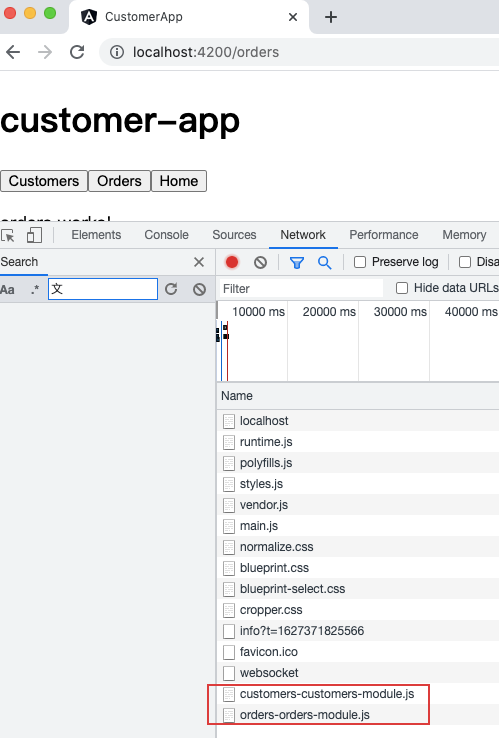 CustomerApp
localhost:4200/orders
customer-app
Customers Orders Home
orders works!
Elements Console Sources Network Performance Memory
Search
Preserve log
Aa .* 文
Filter Hide data URLs
10000 ms 20000 ms 30000 ms 40000 ms
Name
localhost
runtime.js
polyfills.js
styles.js
vendor.js
main.js
normalize.css
blueprint.css
blueprint-select.css
cropper.css
info?t=1627371825566
favicon.ico
websocket
customers-customers-module.js
orders-orders-module.js